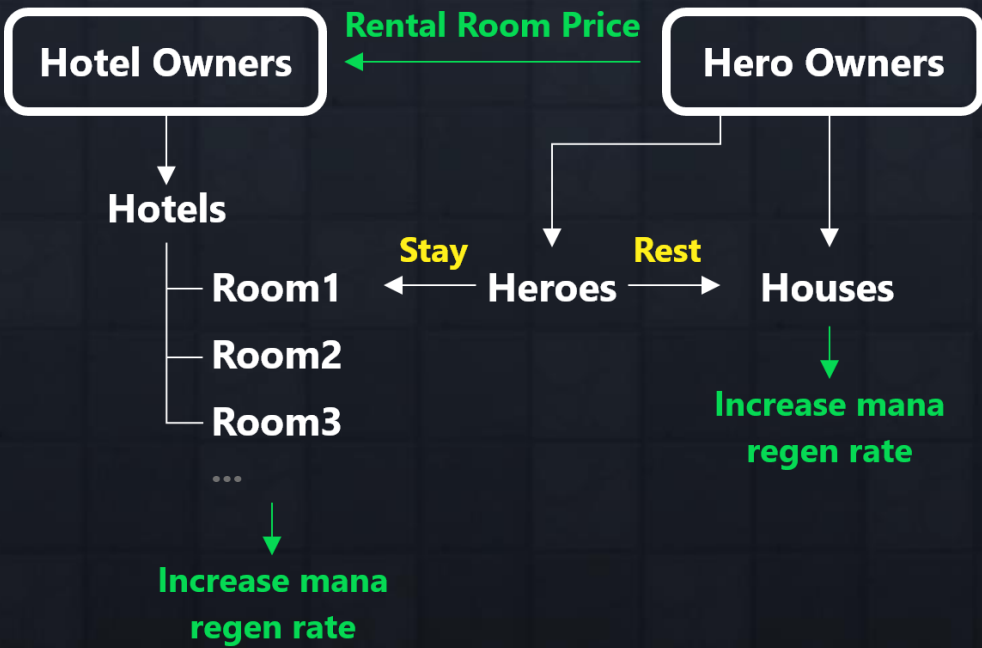 Rental Room Price
Hotel Owners
Hero Owners
Hotels
Stay
Rest
Room1
Heroes
Houses
Room2
Room3
...
Increase mana
regen rate
Increase mana
regen rate